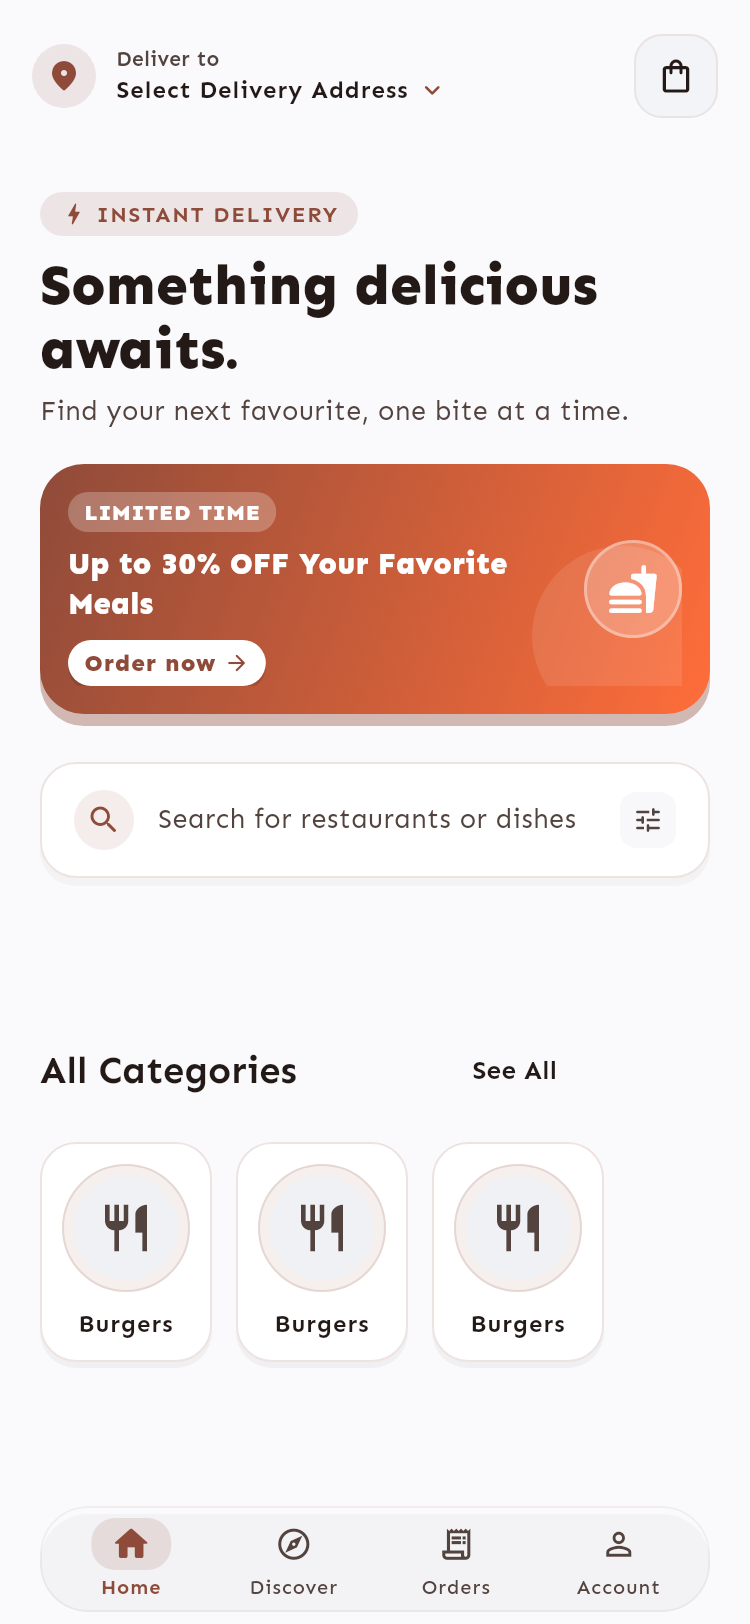 Deliver to
Select Delivery Address
INSTANT DELIVERY
Something delicious
awaits.
Find your next favourite, one bite at a time.
LIMITED TIME
Up to 30% OFF Your Favorite
Meals
Order now
Search for restaurants or dishes
All Categories
See All
Burgers
Burgers
Burgers
Home
Discover
Orders
Account